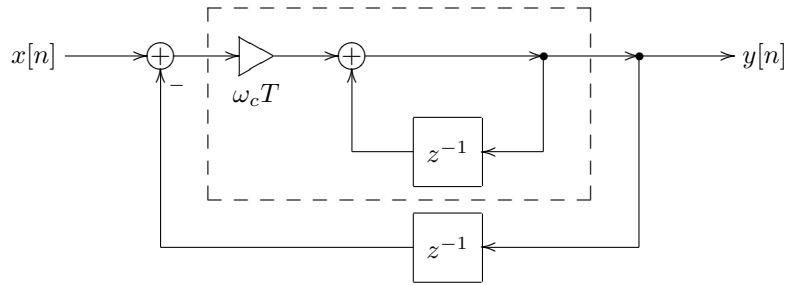 x[n] + + y[n]
−
ω_cT
z^{-1}
z^{-1}